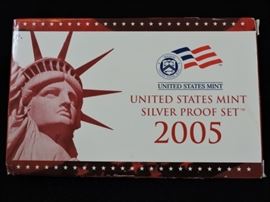 UNITED STATES MINT
UNITED STATES MINT
SILVER PROOF SET™
2005